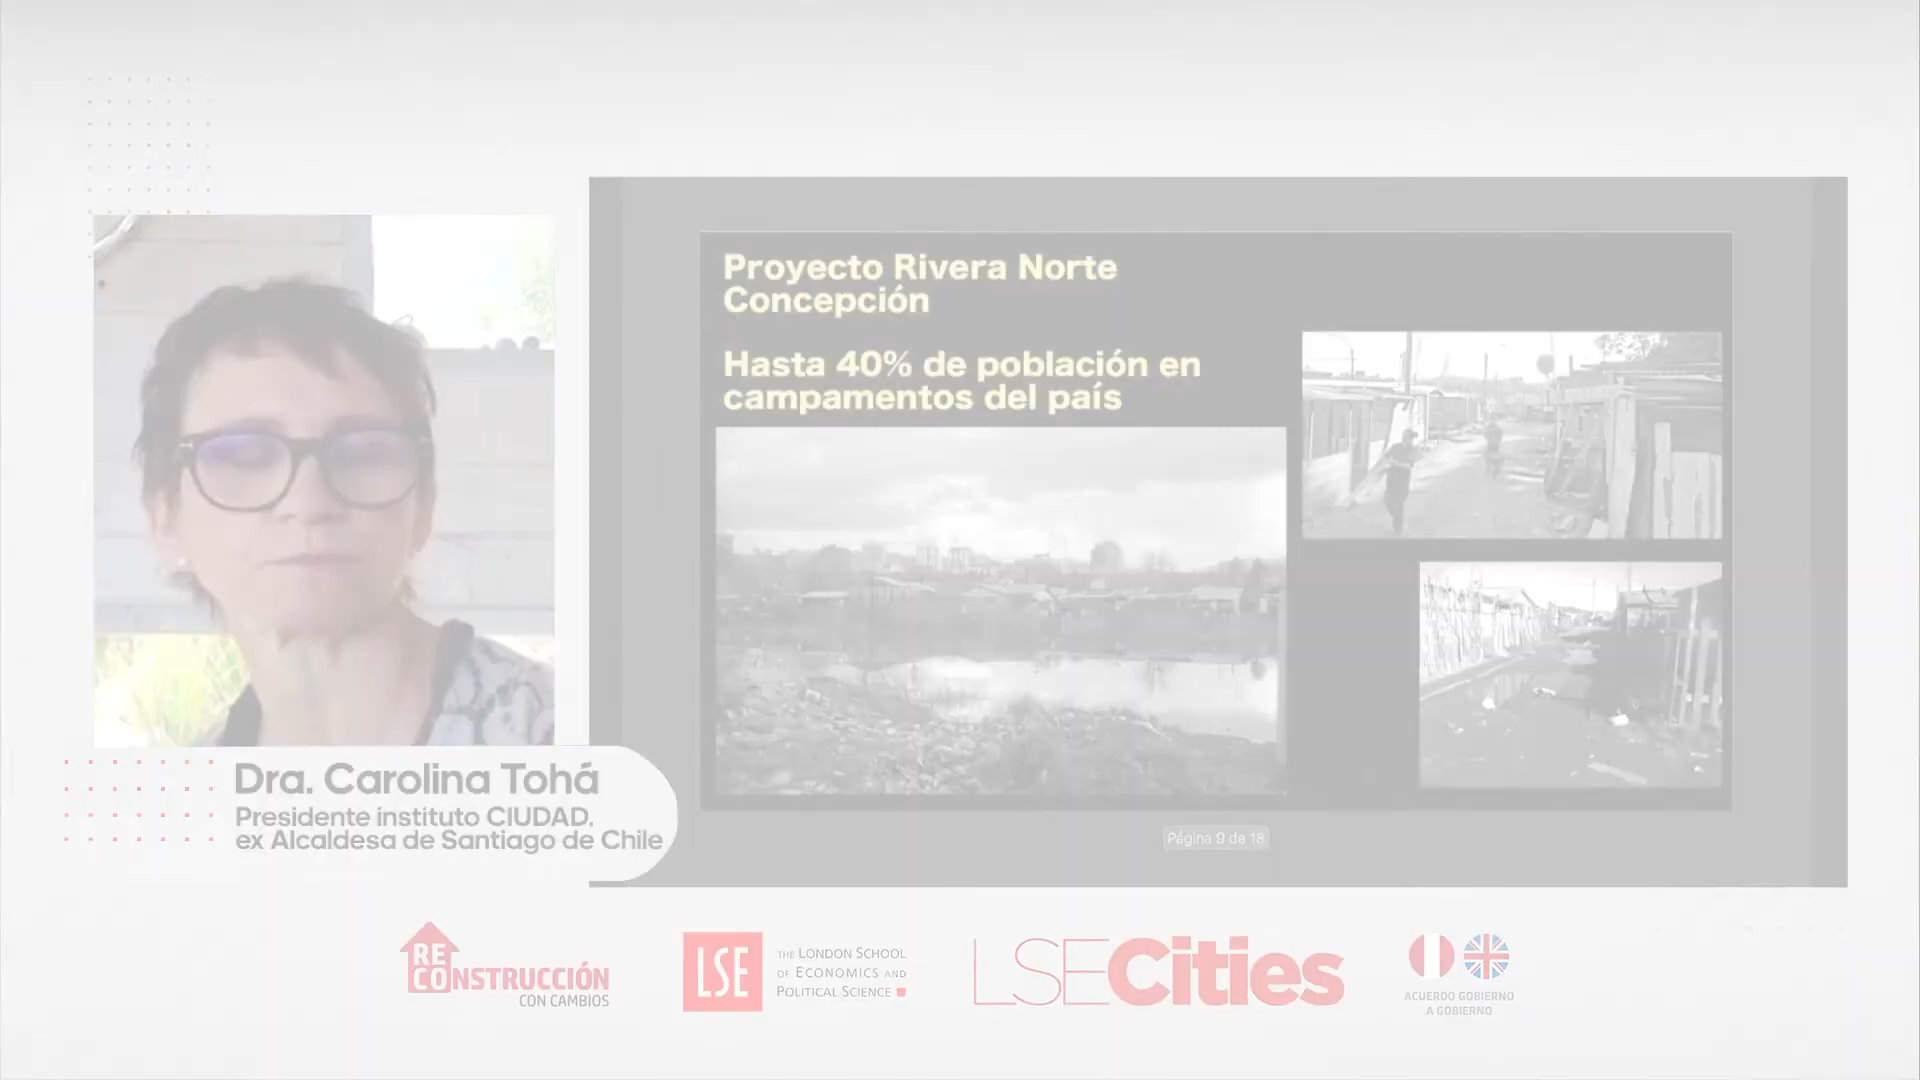 Proyecto Rivera Norte
Concepción
Hasta 40% de población en
campamentos del país
Página 9 de 18
Dra. Carolina Tohá
Presidente instituto CIUDAD.
ex Alcaldesa de Santiago de Chile
RE
CONSTRUCCIÓN
CON CAMBIOS
LSE
THE LONDON SCHOOL
OF ECONOMICS AND
POLITICAL SCIENCE
LSECities
ACUERDO GOBIERNO
A GOBIERNO